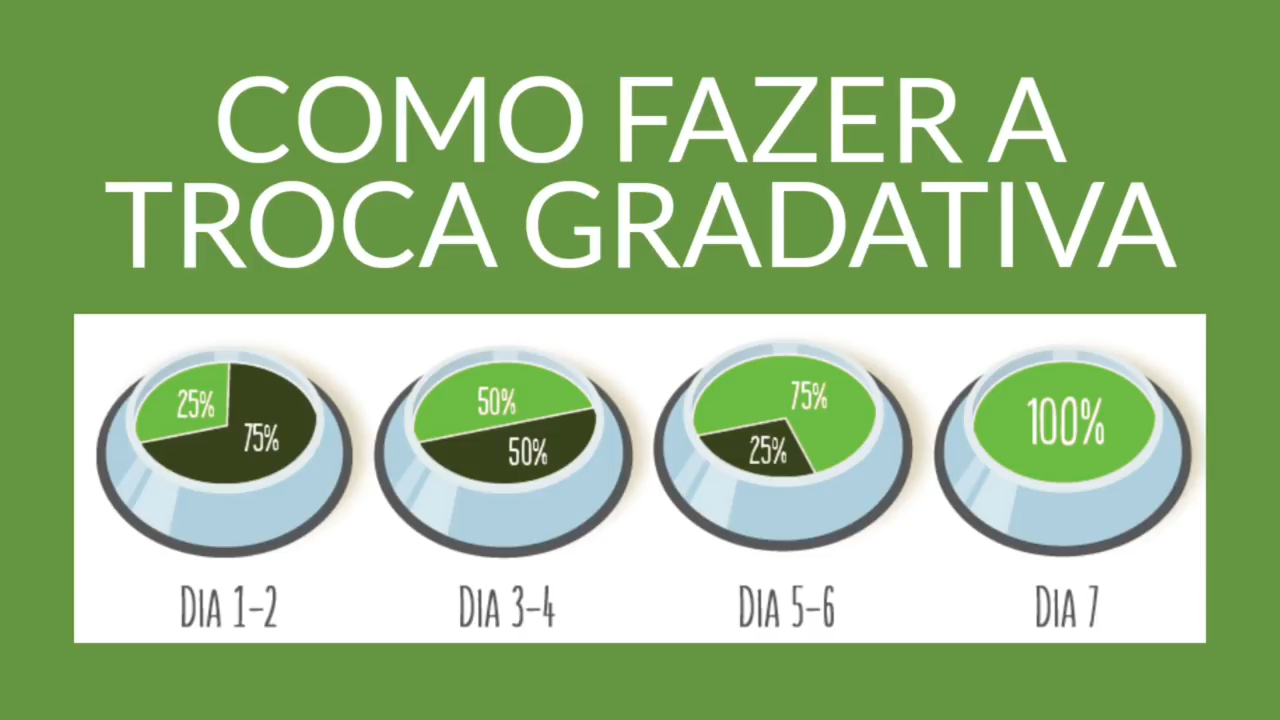 COMO FAZER A
TROCA GRADATIVA
25%
75%
50%
50%
75%
25%
100%
DIA 1-2
DIA 3-4
DIA 5-6
DIA 7